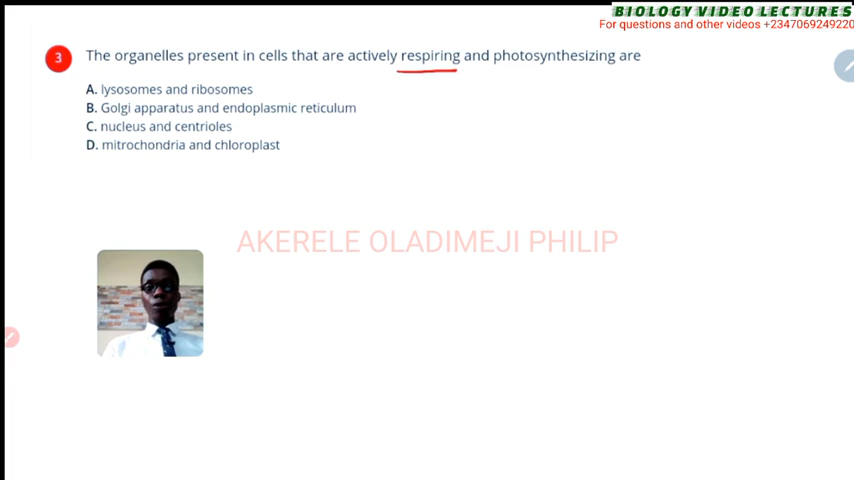 BIOLOGY VIDEO LECTURES
For questions and other videos +2347069249220
3 The organelles present in cells that are actively respiring and photosynthesizing are
A. lysosomes and ribosomes
B. Golgi apparatus and endoplasmic reticulum
C. nucleus and centrioles
D. mitrochondria and chloroplast
AKERELE OLADIMEJI PHILIP